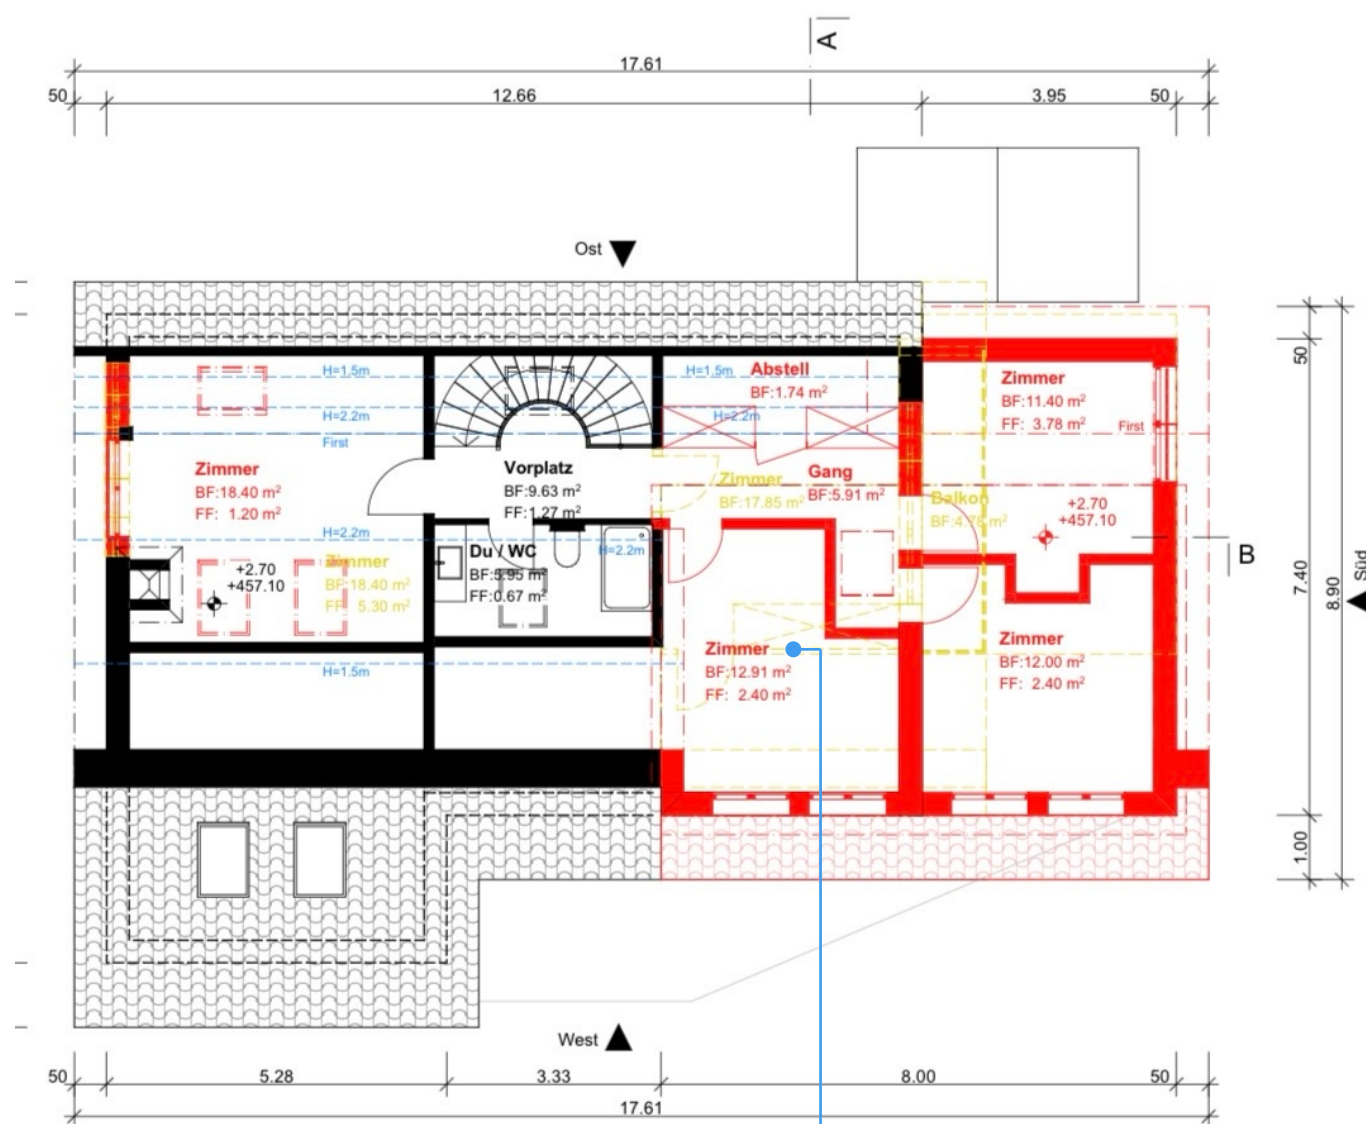 A
17.61
50
12.66
3.95
50
Ost
H=1.5m
H=2.2m
First
Zimmer
BF:18.40 m²
FF: 1.20 m²
H=2.2m
+2.70
+457.10
Zimmer
BF:18.40 m²
FF: 5.30 m²
H=1.5m
Vorplatz
BF:9.63 m²
FF:1.27 m²
Du / WC
BF:5.95 m²
FF:0.67 m²
H=2.2m
H=1.5m
Abstell
BF:1.74 m²
H=2.2m
Zimmer
BF:17.85 m²
Gang
BF:5.91 m²
Zimmer
BF:11.40 m²
FF: 3.78 m²
First
Balkon
+2.70
+457.10
B
Zimmer
BF:12.91 m²
FF: 2.40 m²
Zimmer
BF:12.00 m²
FF: 2.40 m²
50
7.40
8.90
1.00
Süd
West
50
5.28
3.33
8.00
50
17.61